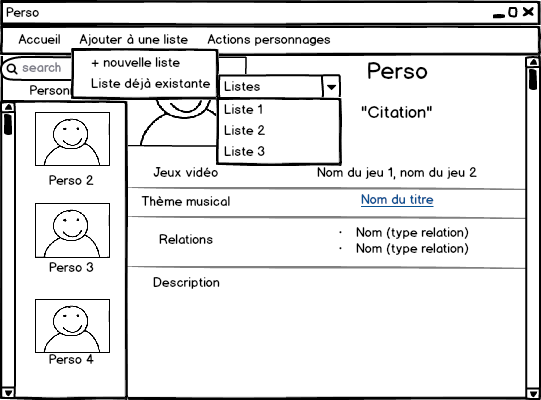 Perso
Accueil Ajouter à une liste Actions personnages
search
+ nouvelle liste
Liste déjà existante
Listes
Liste 1
Liste 2
Liste 3
Perso
"Citation"
Perso 2
Perso 3
Perso 4
Jeux vidéo Nom du jeu 1, nom du jeu 2
Thème musical Nom du titre
Relations
· Nom (type relation)
· Nom (type relation)
Description